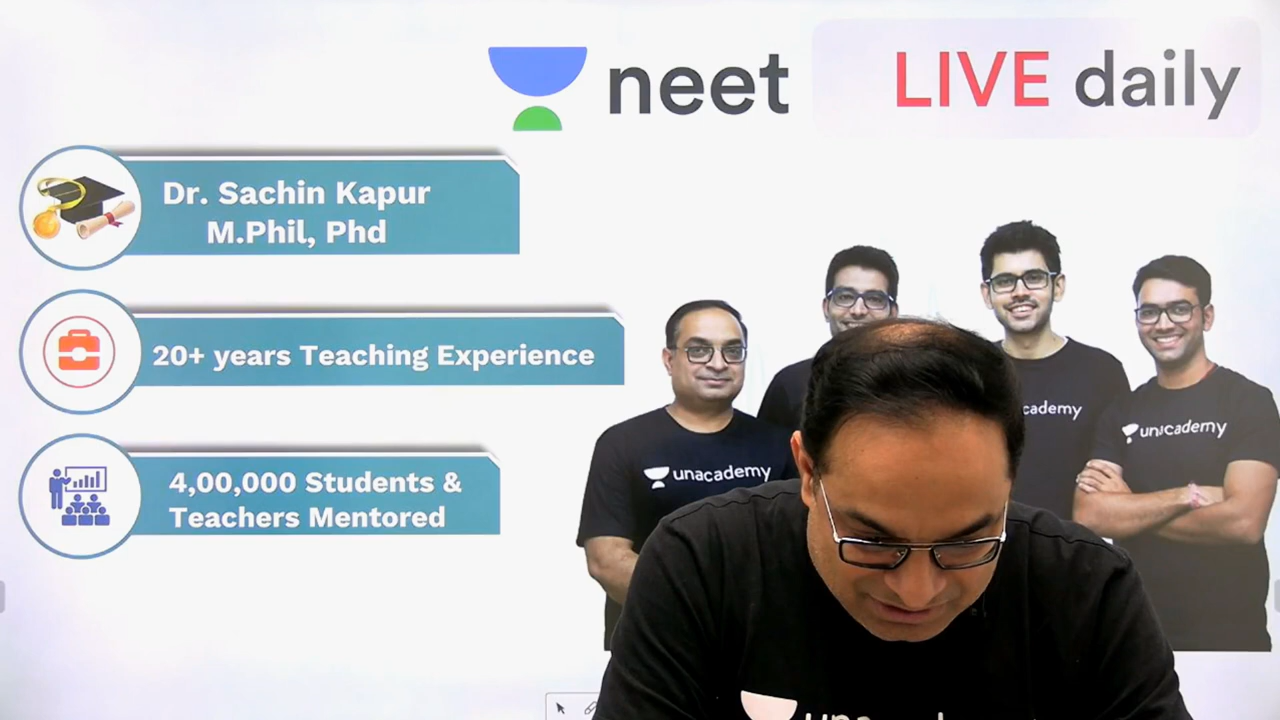 neet
LIVE daily
Dr. Sachin Kapur
M.Phil, Phd
20+ years Teaching Experience
4,00,000 Students &
Teachers Mentored
unacademy
cademy
unacademy